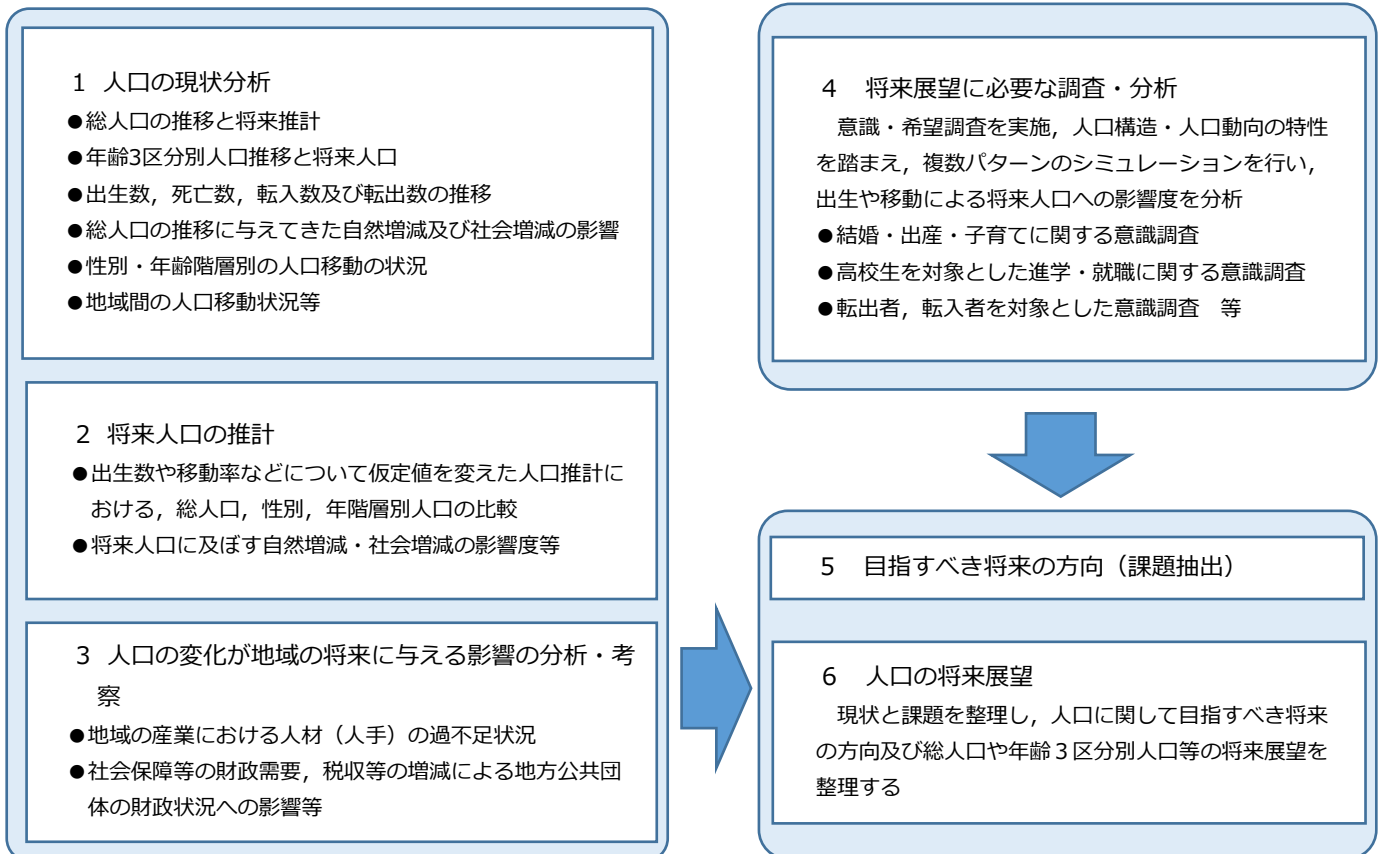 1 人口の現状分析
●総人口の推移と将来推計
●年齢3区分別人口推移と将来人口
●出生数，死亡数，転入数及び転出数の推移
●総人口の推移に与えてきた自然増減及び社会増減の影響
●性別・年齢階層別の人口移動の状況
●地域間の人口移動状況等
2 将来人口の推計
●出生数や移動率などについて仮定値を変えた人口推計に
おける，総人口，性別，年階層別人口の比較
●将来人口に及ぼす自然増減・社会増減の影響度等
3 人口の変化が地域の将来に与える影響の分析・考
察
●地域の産業における人材（人手）の過不足状況
●社会保障等の財政需要，税収等の増減による地方公共団
体の財政状況への影響等
4 将来展望に必要な調査・分析
意識・希望調査を実施，人口構造・人口動向の特性
を踏まえ，複数パターンのシミュレーションを行い，
出生や移動による将来人口への影響度を分析
●結婚・出産・子育てに関する意識調査
●高校生を対象とした進学・就職に関する意識調査
●転出者，転入者を対象とした意識調査　等
5 目指すべき将来の方向（課題抽出）
6 人口の将来展望
現状と課題を整理し，人口に関して目指すべき将来
の方向及び総人口や年齢３区分別人口等の将来展望を
整理する